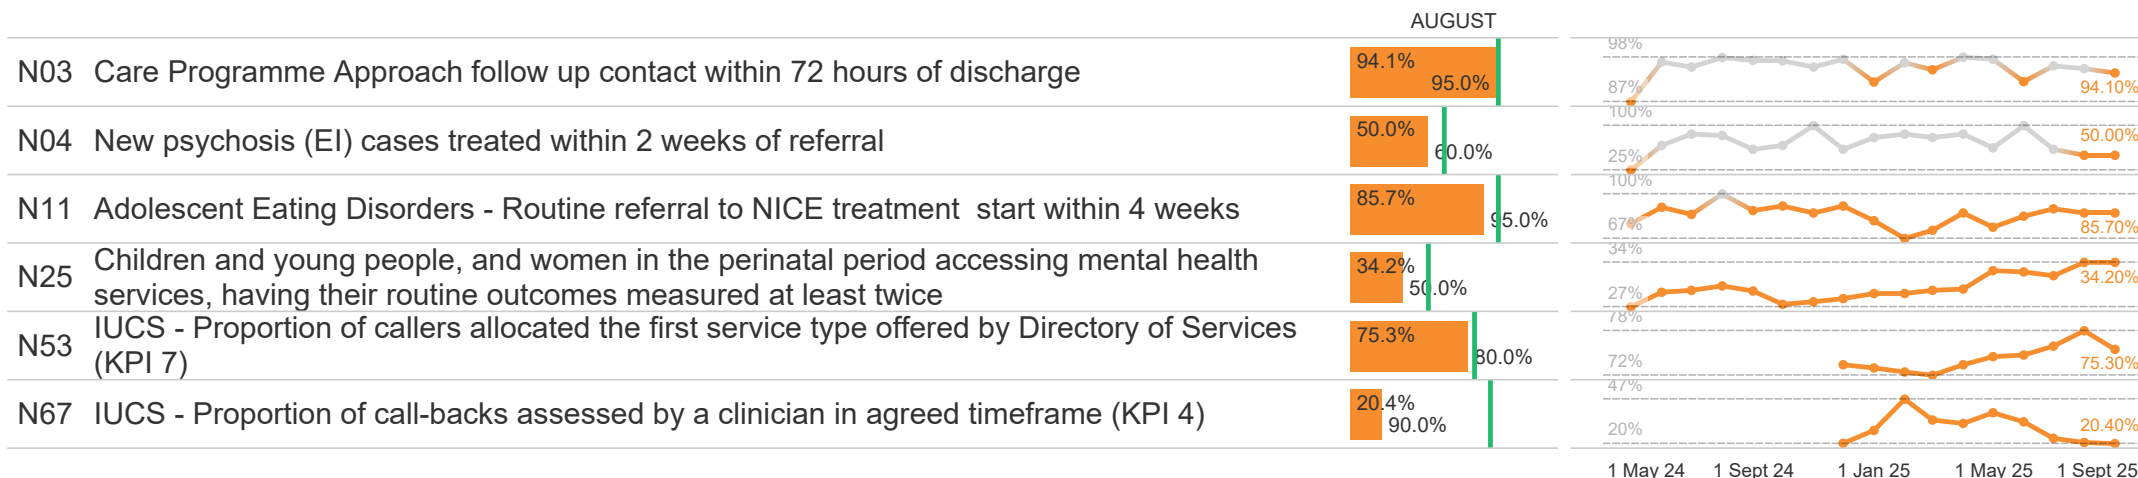 AUGUST
N03 Care Programme Approach follow up contact within 72 hours of discharge 94.1% 95.0% 98% 87% 94.10%
N04 New psychosis (EI) cases treated within 2 weeks of referral 50.0% 60.0% 100% 25% 50.00%
N11 Adolescent Eating Disorders - Routine referral to NICE treatment start within 4 weeks 85.7% 95.0% 100% 67% 85.70%
N25 Children and young people, and women in the perinatal period accessing mental health
services, having their routine outcomes measured at least twice 34.2% 50.0% 34% 27% 34.20%
N53 IUCS - Proportion of callers allocated the first service type offered by Directory of Services
(KPI 7) 75.3% 80.0% 78% 72% 75.30%
N67 IUCS - Proportion of call-backs assessed by a clinician in agreed timeframe (KPI 4) 20.4% 90.0% 47% 20% 20.40%
1 May 24 1 Sept 24 1 Jan 25 1 May 25 1 Sept 25